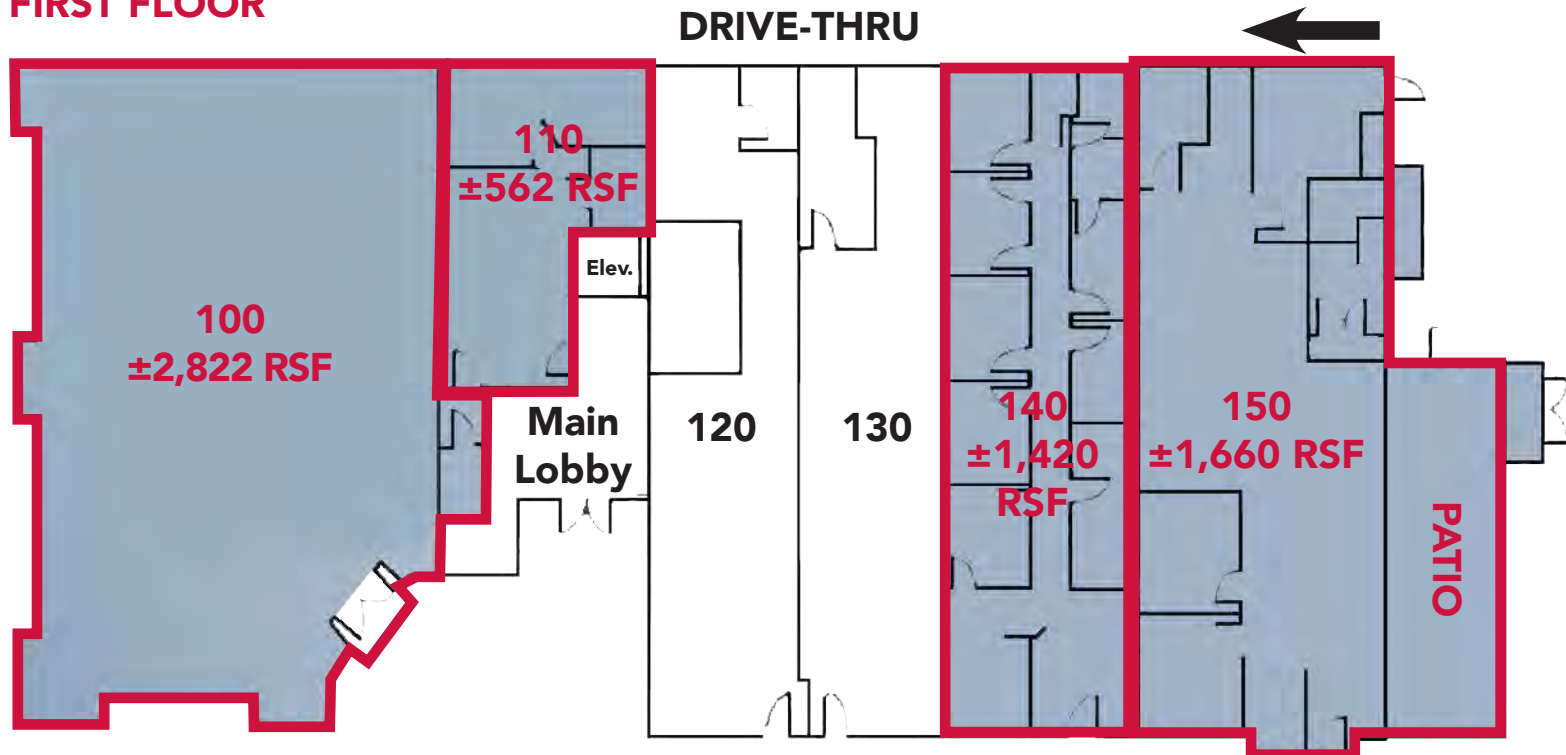 FIRST FLOOR
DRIVE-THRU
110
±562 RSF
Elev.
100
±2,822 RSF
Main
Lobby
120
130
140
±1,420
RSF
150
±1,660 RSF
PATIO